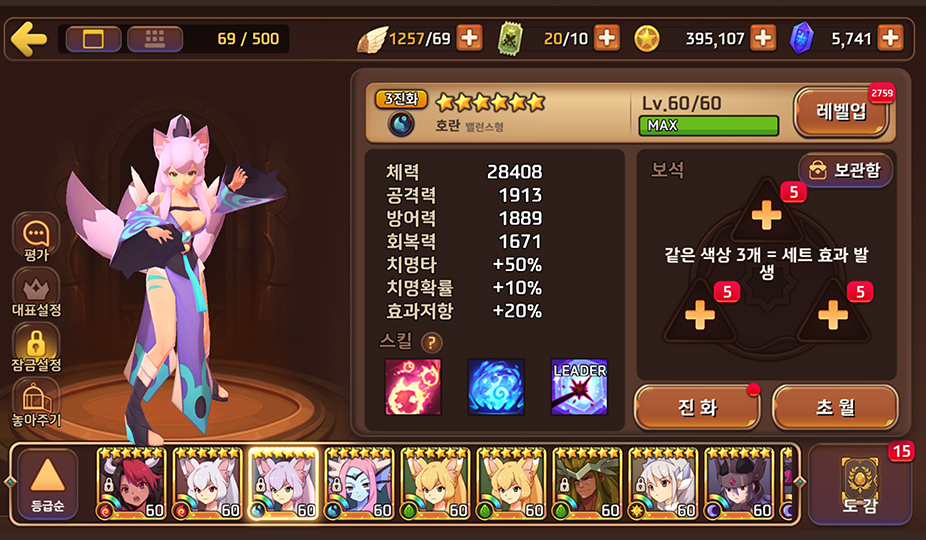 69 / 500
1257/69
20/10
395,107
5,741
3진화
호란 밸런스형
Lv.60/60
MAX
레벨업
2759
체력 28408
공격력 1913
방어력 1889
회복력 1671
치명타 +50%
치명확률 +10%
효과저항 +20%
스킬 ?
LEADER
보석
보관함
5
같은 색상 3개 = 세트 효과 발
생
5
5
진화
초월
평가
대표설정
잠금설정
놓아주기
등급순
60
60
60
60
60
60
60
60
60
15
도감